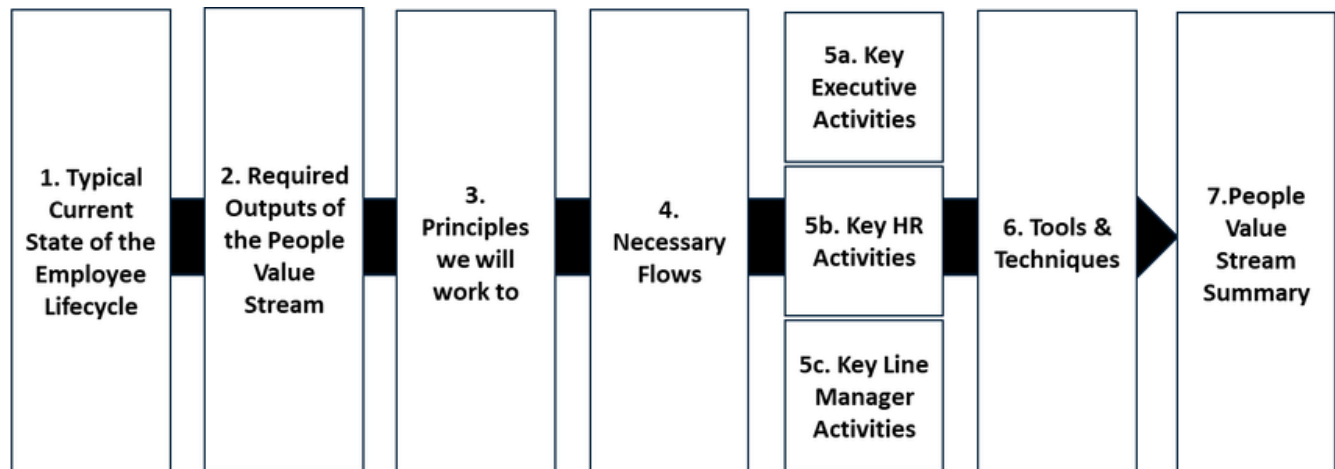 1. Typical
Current
State of the
Employee
Lifecycle
2. Required
Outputs of
the People
Value
Stream
3.
Principles
we will
work to
4.
Necessary
Flows
5a. Key
Executive
Activities
5b. Key HR
Activities
5c. Key Line
Manager
Activities
6. Tools &
Techniques
7.People
Value
Stream
Summary